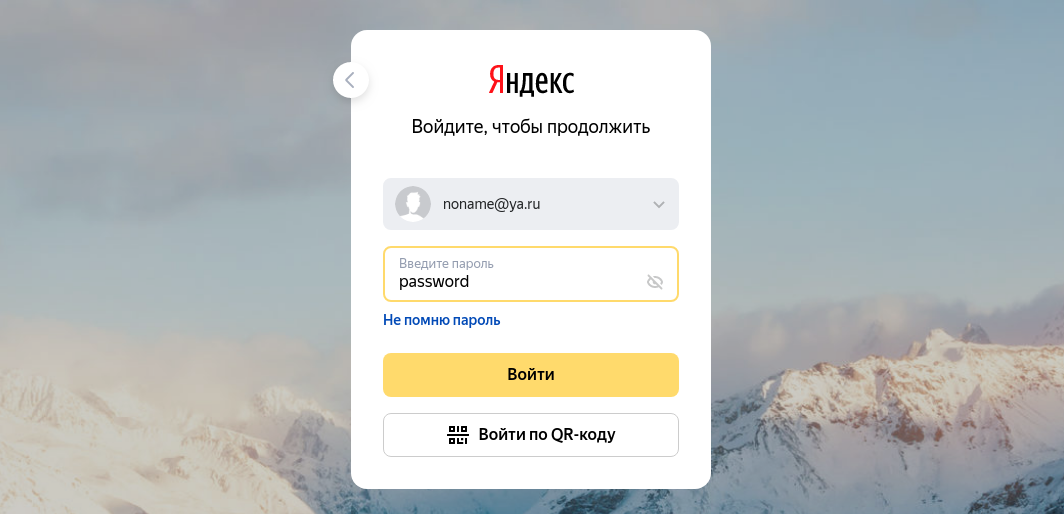 Яндекс
Войдите, чтобы продолжить
noname@ya.ru
Введите пароль
password
Не помню пароль
Войти
Войти по QR-коду